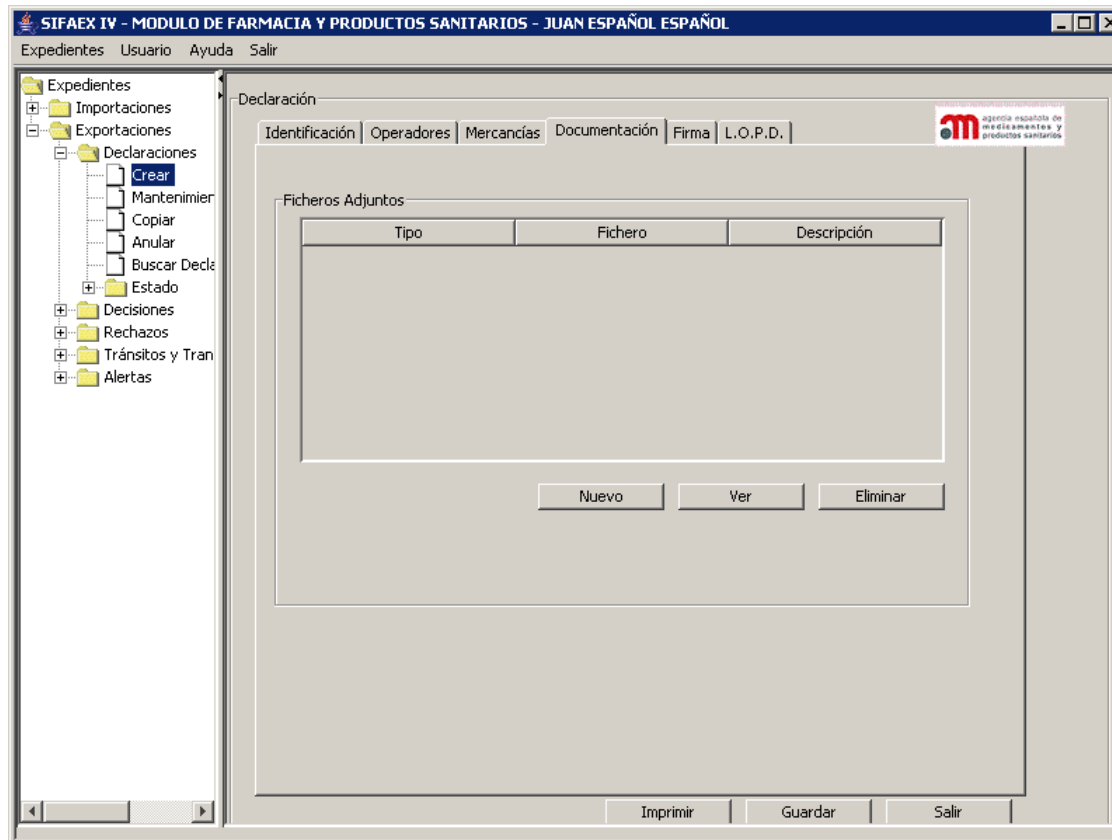 SIFAEX IV - MODULO DE FARMACIA Y PRODUCTOS SANITARIOS - JUAN ESPAÑOL ESPAÑOL
Expedientes Usuario Ayuda Salir
Expedientes
Importaciones
Exportaciones
Declaraciones
Crear
Mantenimier
Copiar
Anular
Buscar Decla
Estado
Decisiones
Rechazos
Tránsitos y Tran
Alertas
Declaración
Identificación Operadores Mercancías Documentación Firma L.O.P.D.
agencia española de
medicamentos y
productos sanitarios
Ficheros Adjuntos
Tipo Fichero Descripción
Nuevo Ver Eliminar
Imprimir Guardar Salir